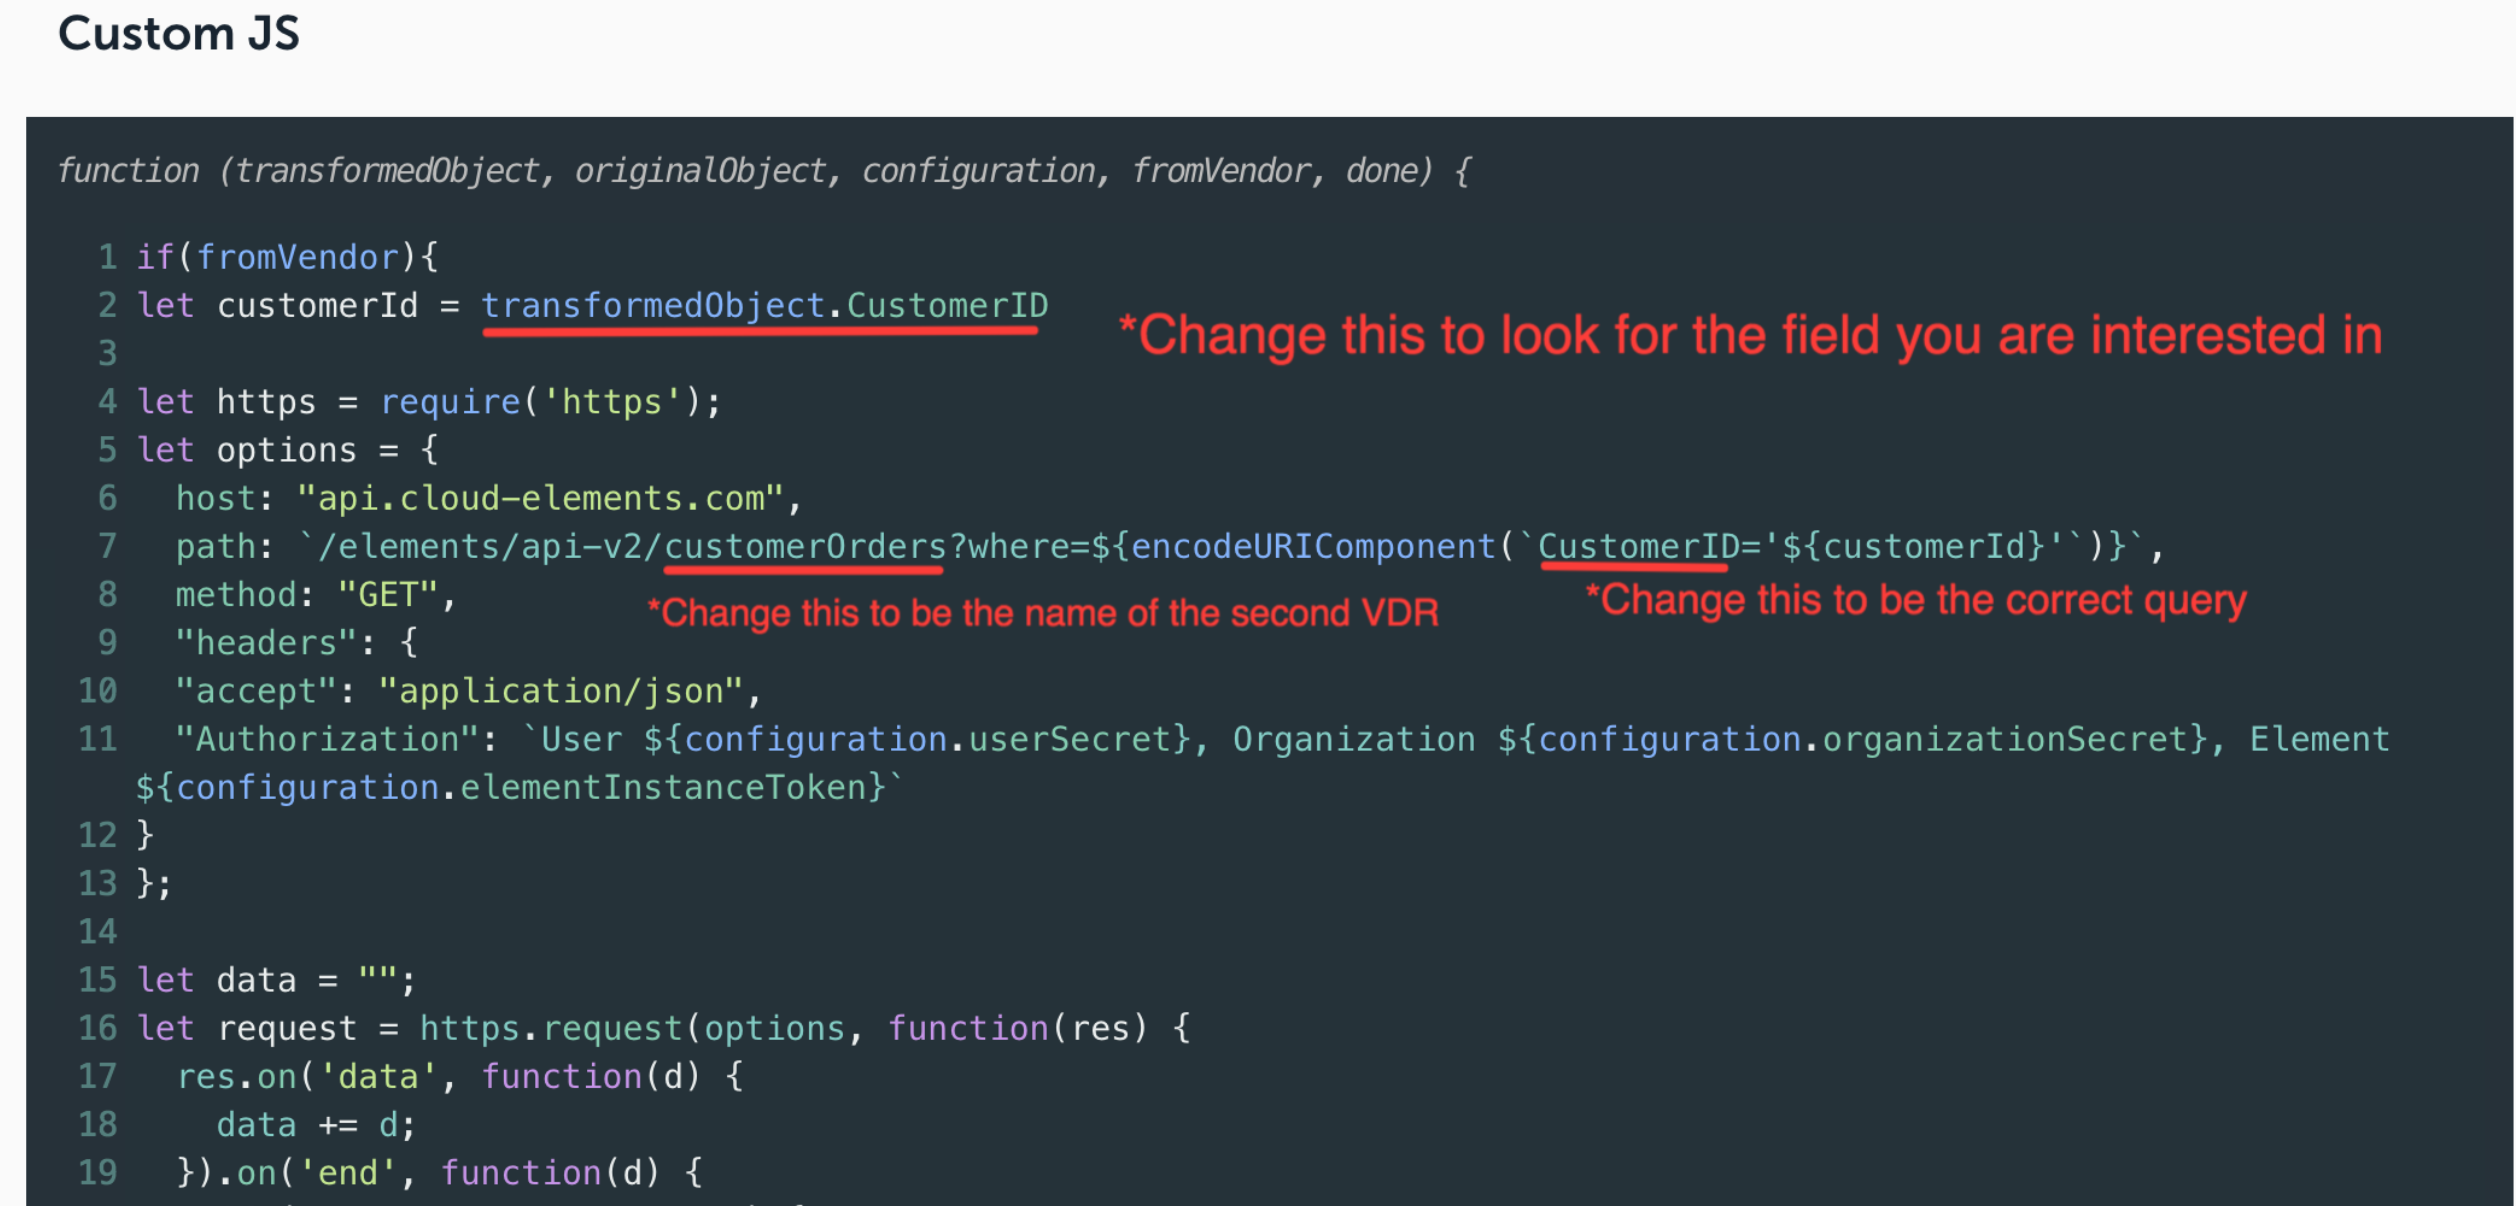 Custom JS
function (transformedObject, originalObject, configuration, fromVendor, done) {
1 if(fromVendor){
2 let customerId = transformedObject.CustomerID
*Change this to look for the field you are interested in
3
4 let https = require('https');
5 let options = {
6   host: "api.cloud-elements.com",
7   path: `/elements/api-v2/customerOrders?where=${encodeURIComponent(`CustomerID='${customerId}'`)}`,
8   method: "GET",
*Change this to be the name of the second VDR
*Change this to be the correct query
9   "headers": {
10   "accept": "application/json",
11   "Authorization": `User ${configuration.userSecret}, Organization ${configuration.organizationSecret}, Element
${configuration.elementInstanceToken}`
12 }
13 };
14
15 let data = "";
16 let request = https.request(options, function(res) {
17   res.on('data', function(d) {
18     data += d;
19   }).on('end', function(d) {